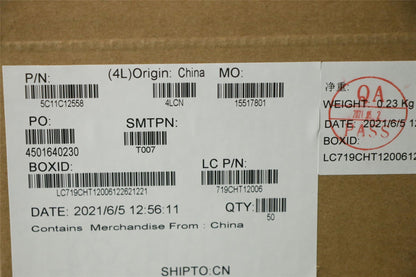 P/N: (4L)Origin: China MO:
5C11C12558 4LCN 15517801
PO: SMTPN:
4501640230 T007
BOXID: LC P/N:
LC719CHT12006122621221 719CHT12006
DATE: 2021/6/5 12:56:11 QTY:
50
Contains Merchandise From : China
SHIPTO:CN
净重:
WEIGHT: 0.23 Kg
DATE: 2021/6/5
BOXID:
LC719CHT120061
QA
PASS